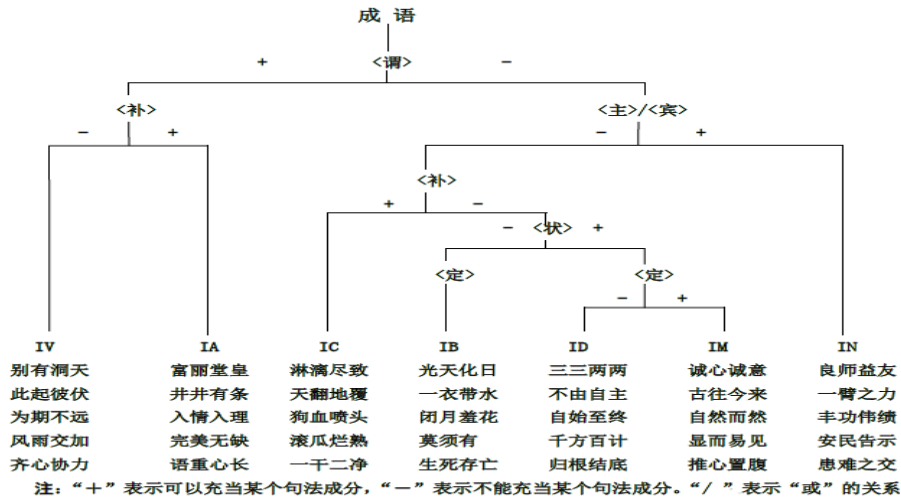 成 语
+ <谓> －
<补> <主>/<宾>
－ + － +
<补>
+ －
－ <状> +
<定> <定>
－ +
IV IA IC IB ID IM IN
别有洞天 富丽堂皇 淋漓尽致 光天化日 三三两两 诚心诚意 良师益友
此起彼伏 井井有条 天翻地覆 一衣带水 不由自主 古往今来 一臂之力
为期不远 入情入理 狗血喷头 闭月羞花 自始至终 自然而然 丰功伟绩
风雨交加 完美无缺 滚瓜烂熟 莫须有 千方百计 显而易见 安民告示
齐心协力 语重心长 一干二净 生死存亡 归根结底 推心置腹 患难之交
注：“＋”表示可以充当某个句法成分，“－”表示不能充当某个句法成分。“/ ”表示“或”的关系